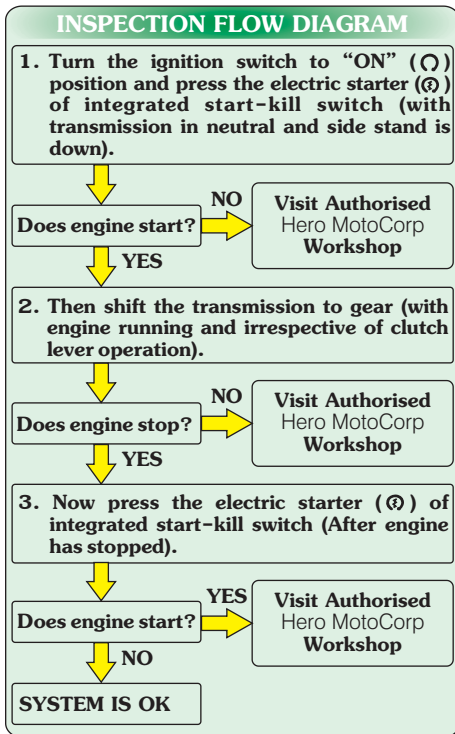 INSPECTION FLOW DIAGRAM
1. Turn the ignition switch to “ON” ( )
position and press the electric starter ( )
of integrated start-kill switch (with
transmission in neutral and side stand is
down).
Does engine start?
NO
Visit Authorised
Hero MotoCorp
Workshop
YES
2. Then shift the transmission to gear (with
engine running and irrespective of clutch
lever operation).
Does engine stop?
NO
Visit Authorised
Hero MotoCorp
Workshop
YES
3. Now press the electric starter ( ) of
integrated start-kill switch (After engine
has stopped).
Does engine start?
YES
Visit Authorised
Hero MotoCorp
Workshop
NO
SYSTEM IS OK